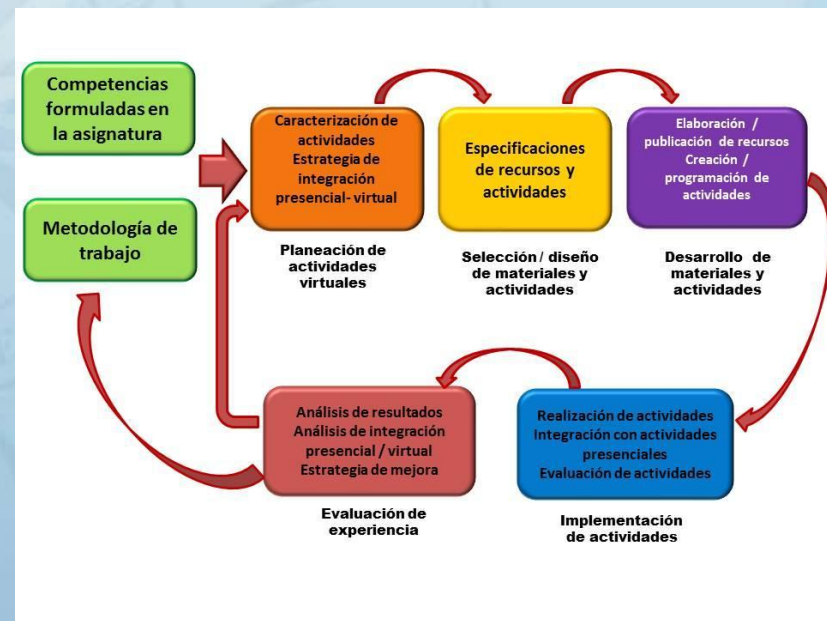 Competencias
formuladas en
la asignatura
Metodología de
trabajo
Caracterización de
actividades
Estrategia de
integración
presencial- virtual
Planeación de
actividades
virtuales
Especificaciones
de recursos y
actividades
Selección / diseño
de materiales y
actividades
Elaboración /
publicación de recursos
Creación /
programación de
actividades
Desarrollo de
materiales y
actividades
Realización de actividades
Integración con actividades
presenciales
Evaluación de actividades
Implementación
de actividades
Análisis de resultados
Análisis de integración
presencial / virtual
Estrategia de mejora
Evaluación de
experiencia